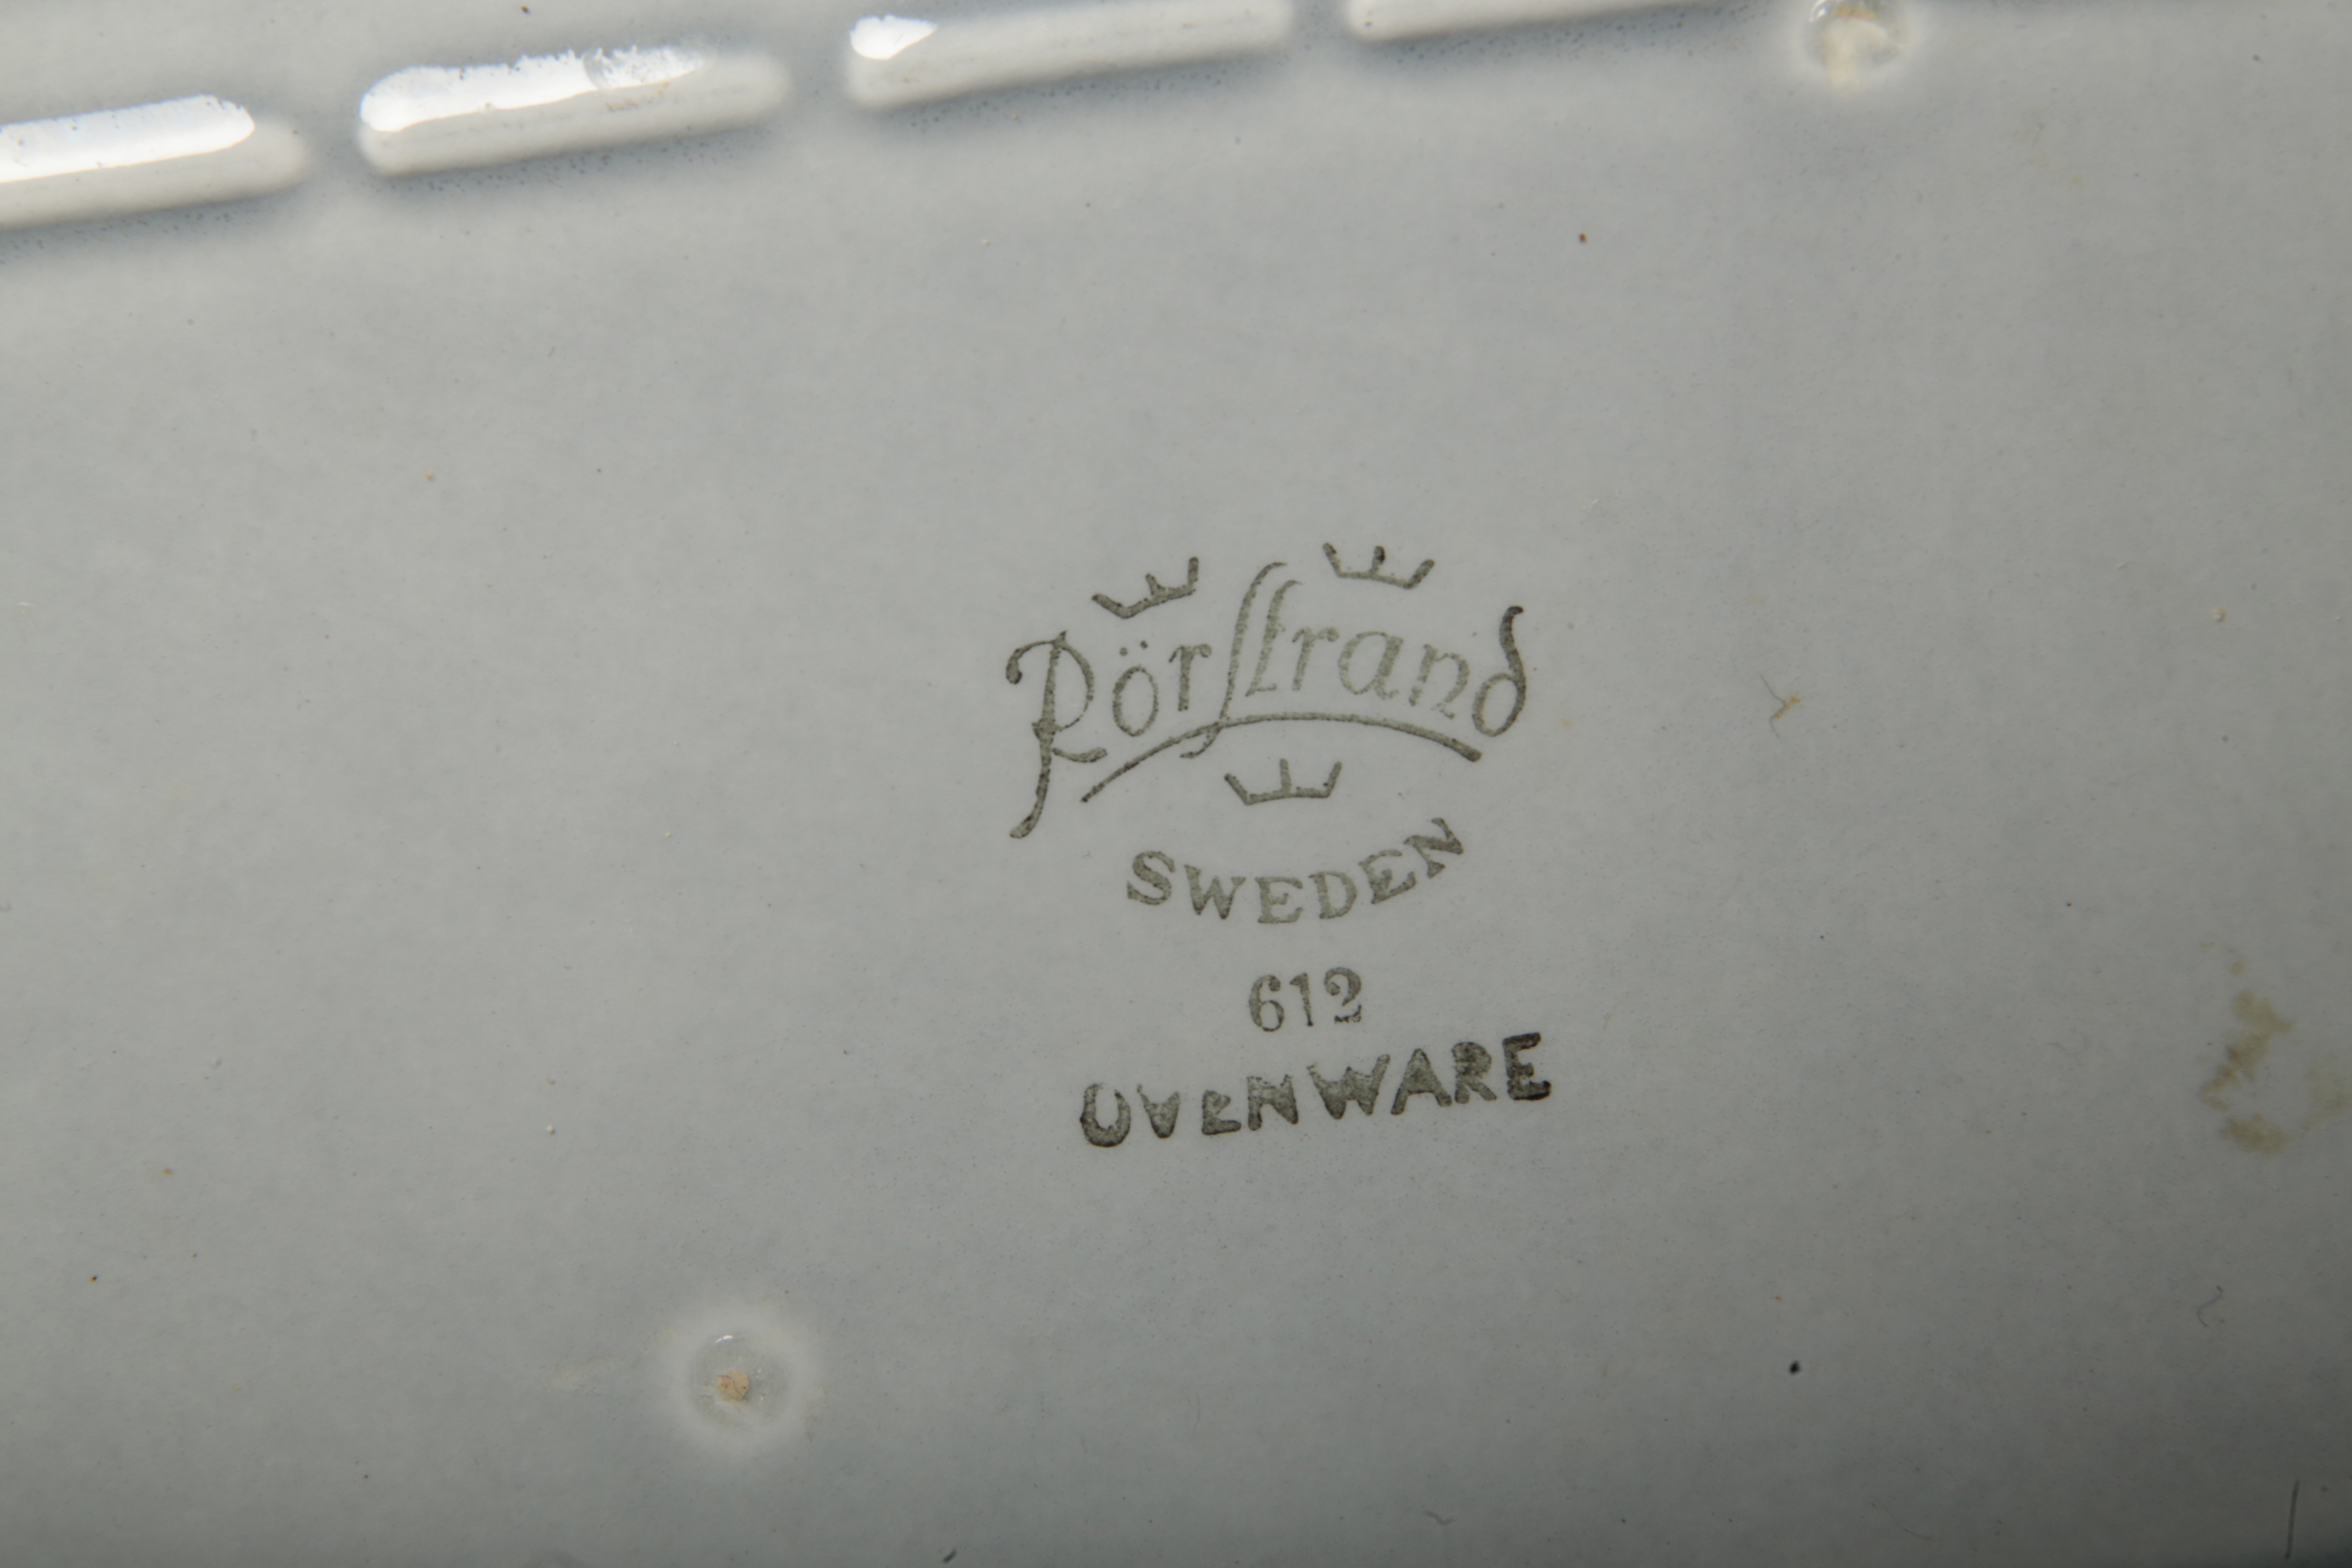 Rörstrand
SWEDEN
612
OVENWARE